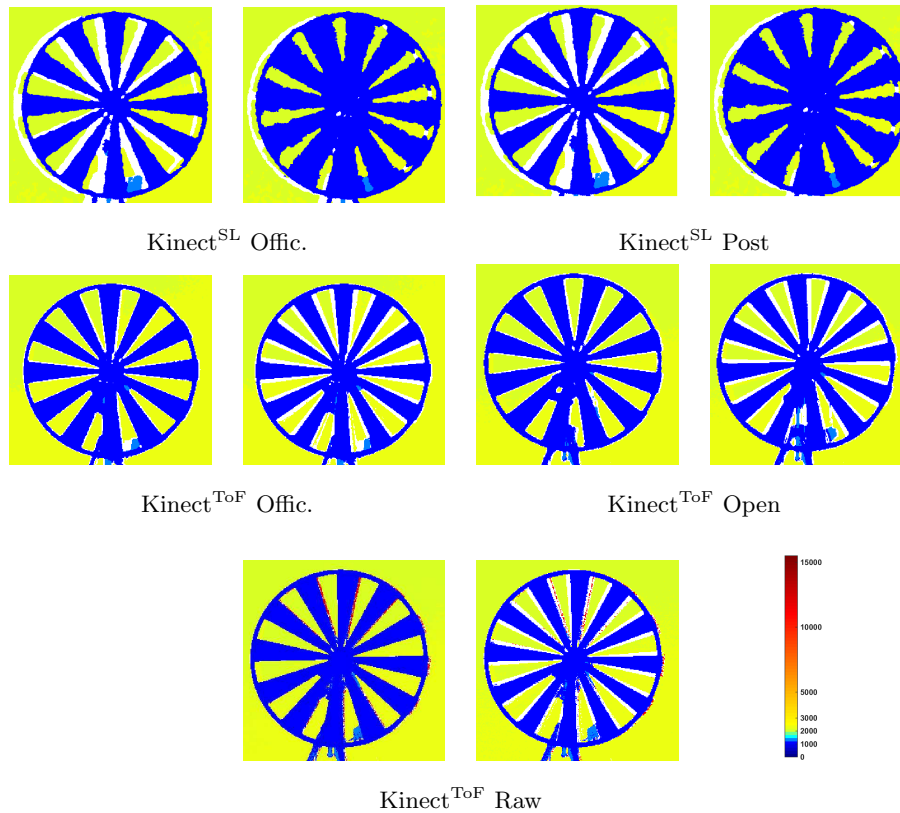 Kinect^SL Offic.
Kinect^SL Post
Kinect^ToF Offic.
Kinect^ToF Open
15000
10000
5000
3000
2000
1000
0
Kinect^ToF Raw